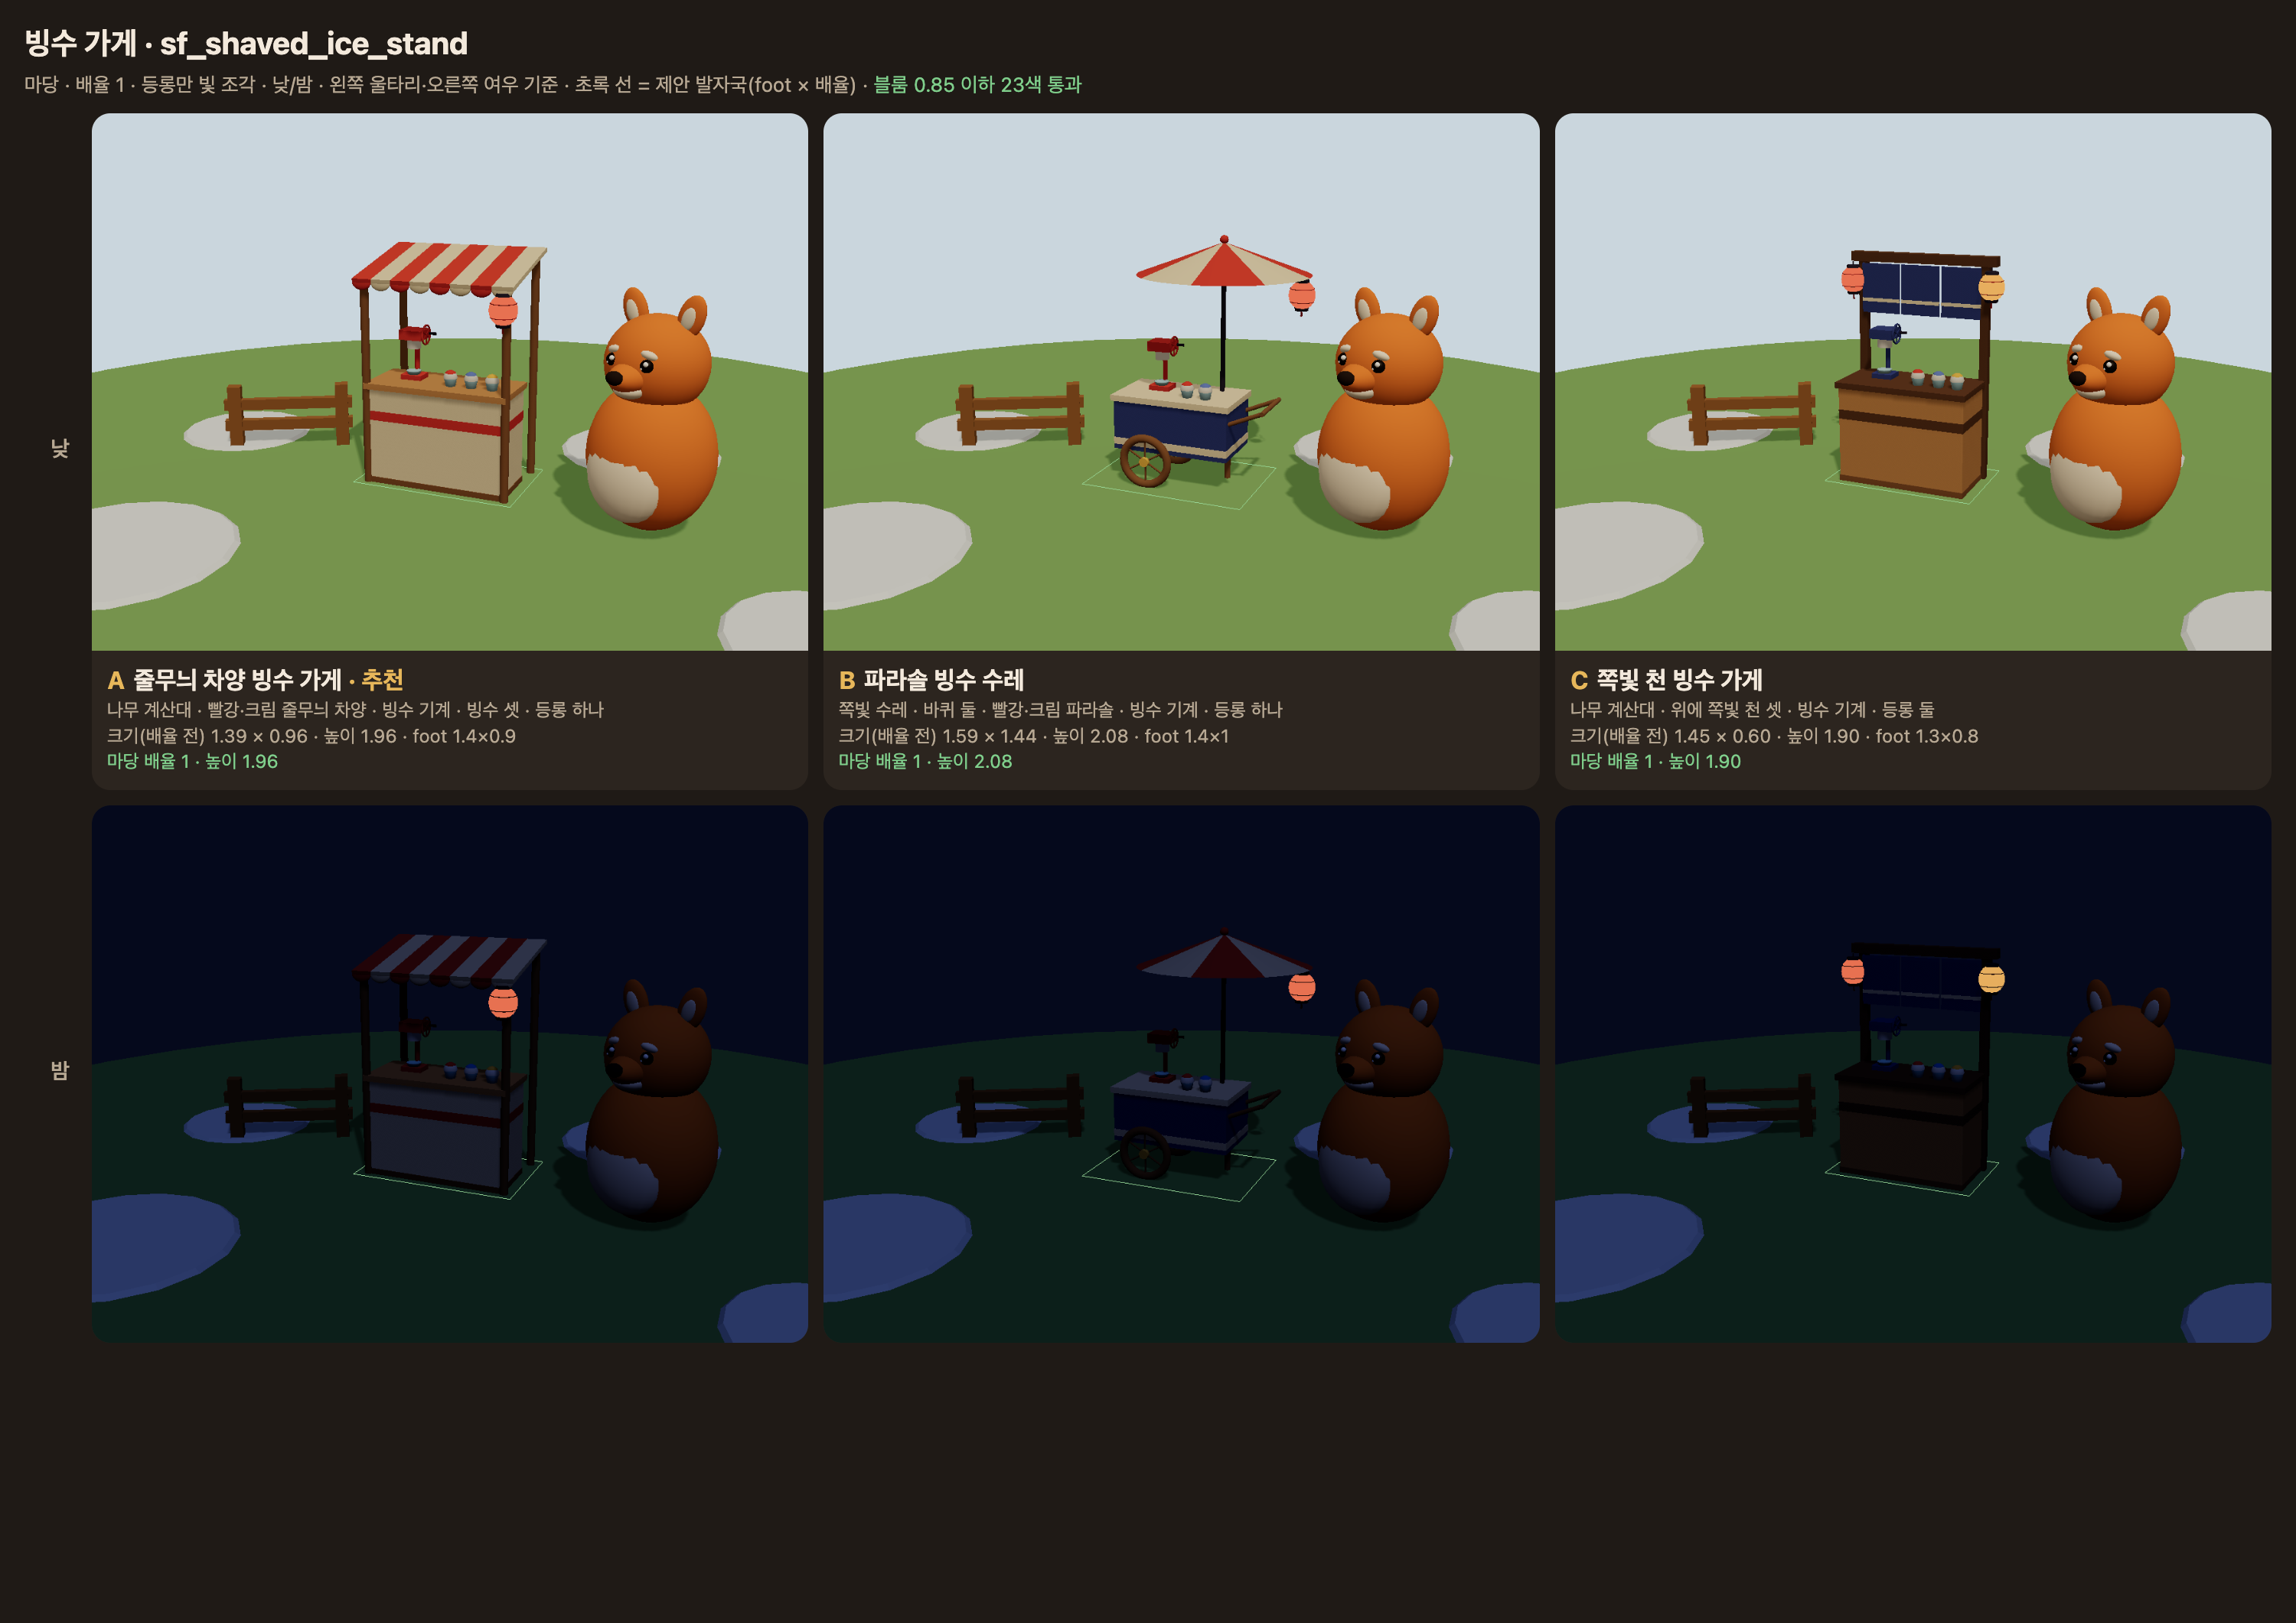 빙수 가게 · sf_shaved_ice_stand
마당 · 배율 1 · 등롱만 빛 조각 · 낮/밤 · 왼쪽 울타리·오른쪽 여우 기준 · 초록 선 = 제안 발자국(foot × 배율) · 블룸 0.85 이하 23색 통과
낮
A 줄무늬 차양 빙수 가게 · 추천
나무 계산대 · 빨강·크림 줄무늬 차양 · 빙수 기계 · 빙수 셋 · 등롱 하나
크기(배율 전) 1.39 × 0.96 · 높이 1.96 · foot 1.4×0.9
마당 배율 1 · 높이 1.96
B 파라솔 빙수 수레
쪽빛 수레 · 바퀴 둘 · 빨강·크림 파라솔 · 빙수 기계 · 등롱 하나
크기(배율 전) 1.59 × 1.44 · 높이 2.08 · foot 1.4×1
마당 배율 1 · 높이 2.08
C 쪽빛 천 빙수 가게
나무 계산대 · 위에 쪽빛 천 셋 · 빙수 기계 · 등롱 둘
크기(배율 전) 1.45 × 0.60 · 높이 1.90 · foot 1.3×0.8
마당 배율 1 · 높이 1.90
밤